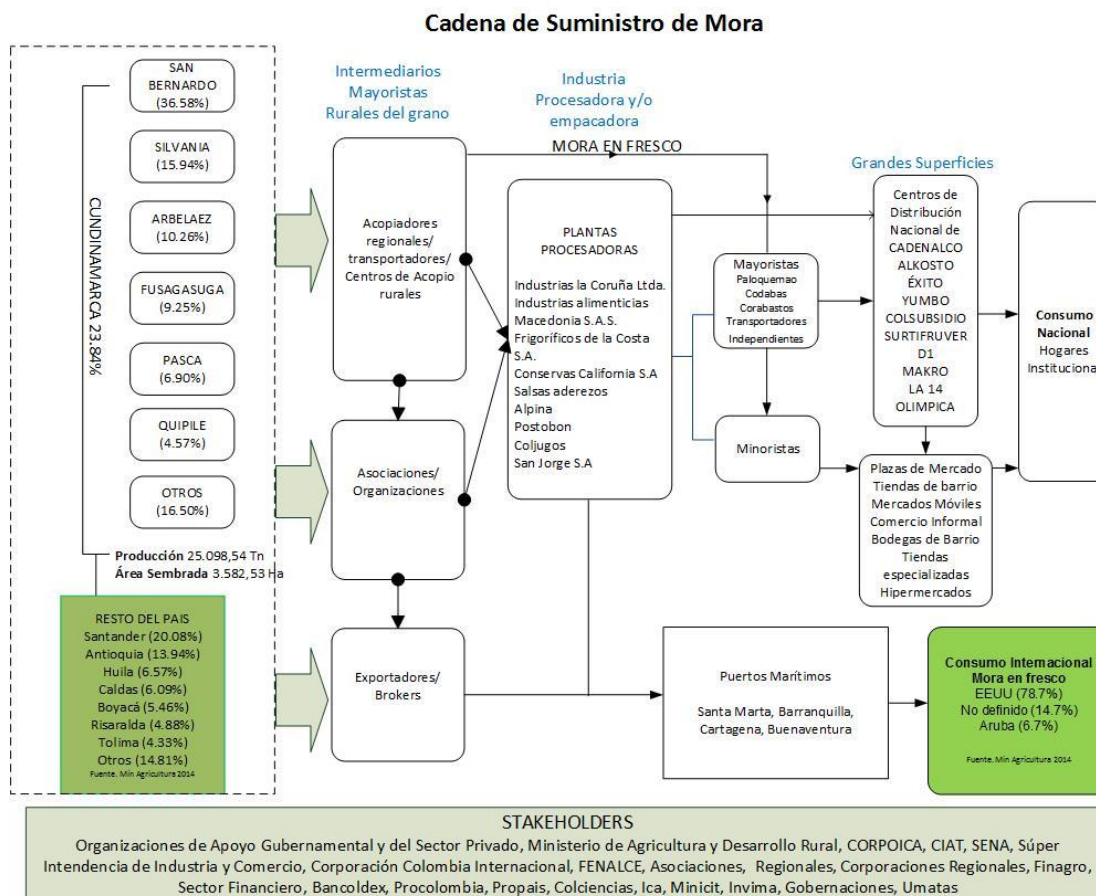 Cadena de Suministro de Mora
SAN
BERNARDO
(36.58%)
SILVANIA
(15.94%)
ARBELAEZ
(10.26%)
FUSAGASUGA
(9.25%)
PASCA
(6.90%)
QUIPILE
(4.57%)
OTROS
(16.50%)
CUNDINAMARCA 23.84%
Producción 25.098,54 Tn
Área Sembrada 3.582,53 Ha
RESTO DEL PAIS
Santander (20.08%)
Antioquia (13.94%)
Huila (6.57%)
Caldas (6.09%)
Boyacá (5.46%)
Risaralda (4.88%)
Tolima (4.33%)
Otros (14.81%)
Fuente. Min Agricultura 2014
Intermediarios
Mayoristas
Rurales del grano
Acopiadores
regionales/
transportadores/
Centros de Acopio
rurales
Asociaciones/
Organizaciones
Exportadores/
Brokers
Industria
Procesadora y/o
empacadora
MORA EN FRESCO
PLANTAS
PROCESADORAS
Industrias la Coruña Ltda.
Industrias alimenticias
Macedonia S.A.S.
Frigoríficos de la Costa
S.A.
Conservas California S.A
Salsas aderezos
Alpina
Postobon
Coljugos
San Jorge S.A
Mayoristas
Paloquemao
Codabas
Corabastos
Transportadores
Independientes
Minoristas
Grandes Superficies
Centros de
Distribución
Nacional de
CADENALCO
ALKOSTO
ÉXITO
YUMBO
COLSUBSIDIO
SURTIFRUVER
D1
MAKRO
LA 14
OLIMPICA
Plazas de Mercado
Tiendas de barrio
Mercados Móviles
Comercio Informal
Bodegas de Barrio
Tiendas
especializadas
Hipermercados
Consumo
Nacional
Hogares
Instituciona
Puertos Marítimos
Santa Marta, Barranquilla,
Cartagena, Buenaventura
Consumo Internacional
Mora en fresco
EEUU (78.7%)
No definido (14.7%)
Aruba (6.7%)
Fuente. Min Agricultura 2014
STAKEHOLDERS
Organizaciones de Apoyo Gubernamental y del Sector Privado, Ministerio de Agricultura y Desarrollo Rural, CORPOICA, CIAT, SENA, Súper
Intendencia de Industria y Comercio, Corporación Colombia Internacional, FENALCE, Asociaciones, Regionales, Corporaciones Regionales, Finagro,
Sector Financiero, Bancoldex, Procolombia, Propais, Colciencias, Ica, Minicit, Invima, Gobernaciones, Umatas